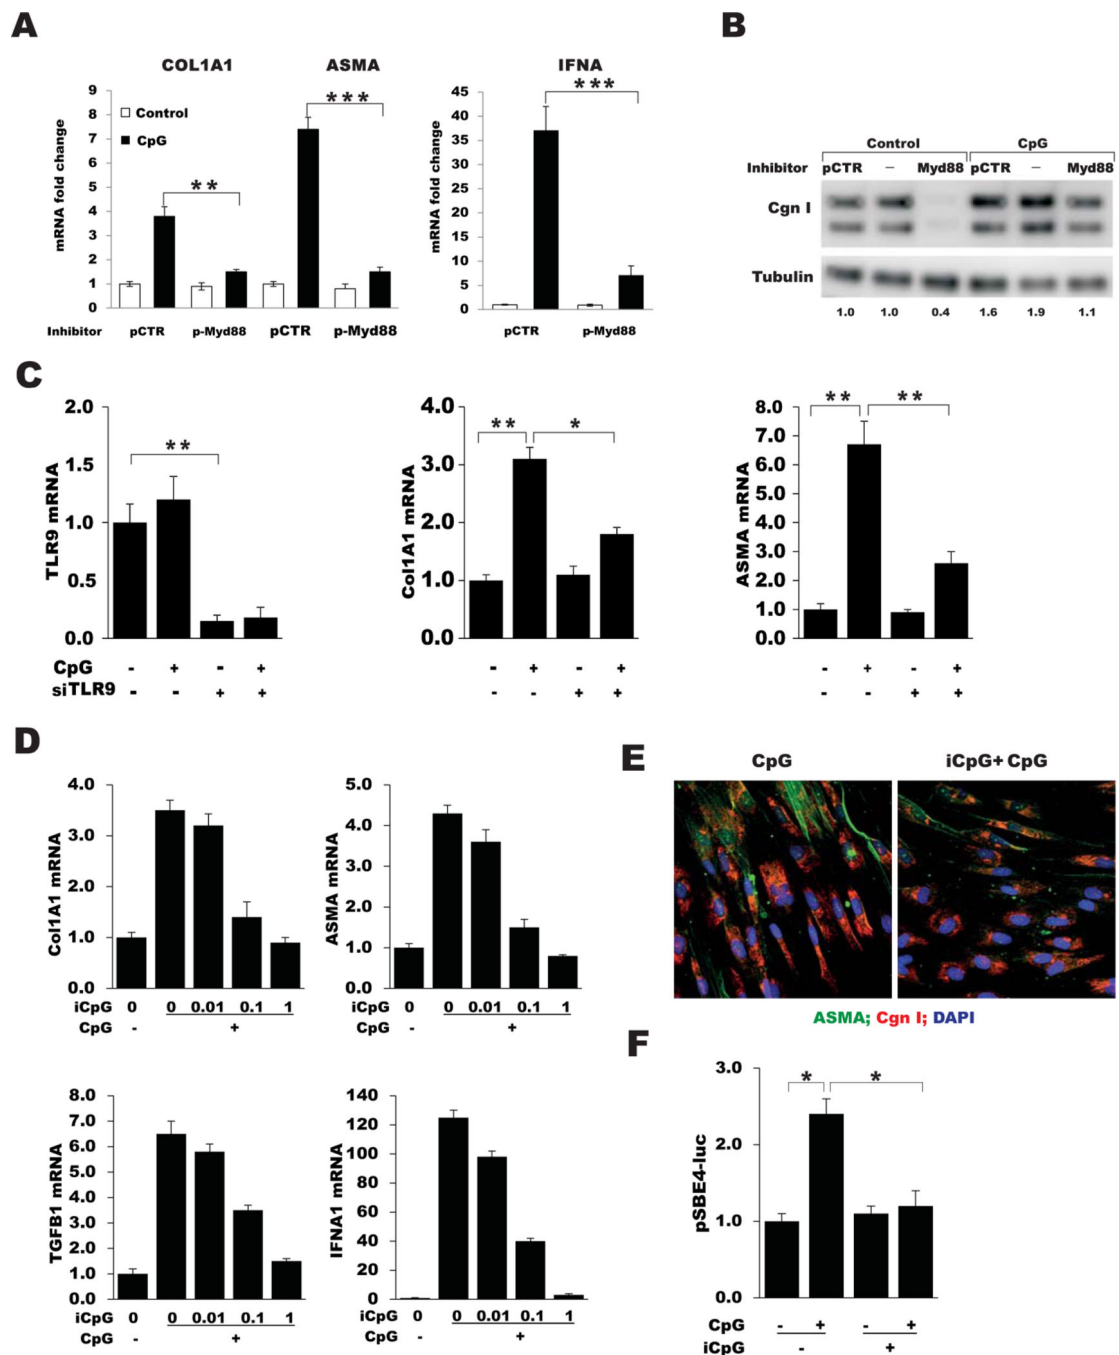 A
COL1A1 ASMA
9
8
7
6
5
4
3
2
1
0
mRNA fold change
Control
CpG
**
***
Inhibitor pCTR p-Myd88 pCTR p-Myd88
IFNA
45
40
35
30
25
20
15
10
5
0
mRNA fold change
***
pCTR p-Myd88
B
Control CpG
Inhibitor pCTR – Myd88 pCTR – Myd88
Cgn I
Tubulin
1.0 1.0 0.4 1.6 1.9 1.1
C
2.0
1.5
1.0
0.5
0.0
TLR9 mRNA
**
CpG - + - +
siTLR9 - - + +
4.0
3.0
2.0
1.0
0.0
Col1A1 mRNA
** *
- + - +
- - + +
8.0
7.0
6.0
5.0
4.0
3.0
2.0
1.0
0.0
ASMA mRNA
** **
- + - +
- - + +
D
4.0
3.0
2.0
1.0
0.0
Col1A1 mRNA
iCpG 0 0 0.01 0.1 1
CpG - +
5.0
4.0
3.0
2.0
1.0
0.0
ASMA mRNA
iCpG 0 0 0.01 0.1 1
CpG - +
8.0
7.0
6.0
5.0
4.0
3.0
2.0
1.0
0.0
TGFB1 mRNA
iCpG 0 0 0.01 0.1 1
CpG - +
140
120
100
80
60
40
20
0
IFNA1 mRNA
iCpG 0 0 0.01 0.1 1
CpG - +
E
CpG iCpG+ CpG
ASMA; Cgn I; DAPI
F
3.0
2.0
1.0
0.0
pSBE4-luc
* *
CpG - + - +
iCpG - +